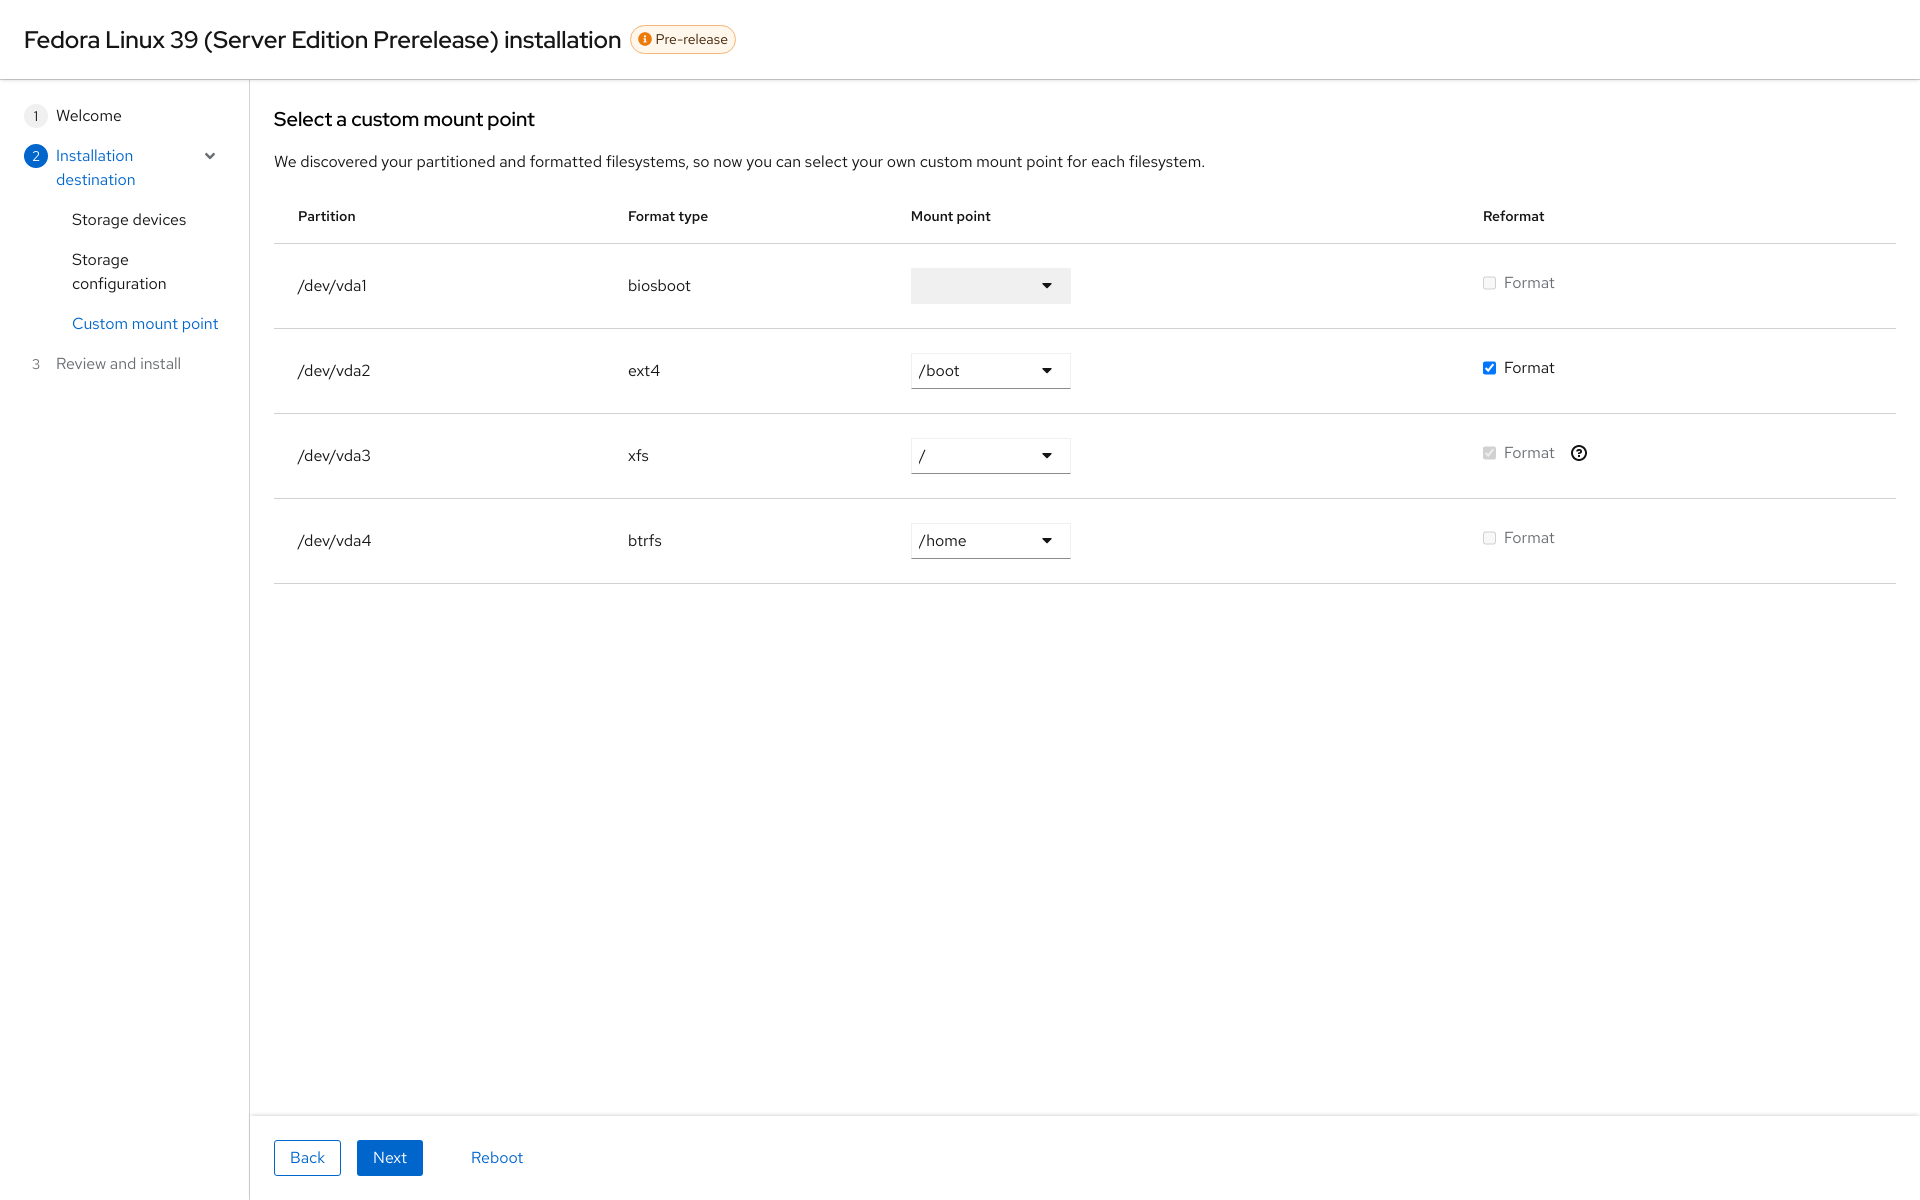 Fedora Linux 39 (Server Edition Prerelease) installation Pre-release
1 Welcome
2 Installation destination
Storage devices
Storage configuration
Custom mount point
3 Review and install
Select a custom mount point
We discovered your partitioned and formatted filesystems, so now you can select your own custom mount point for each filesystem.
Partition Format type Mount point Reformat
/dev/vda1 biosboot Format
/dev/vda2 ext4 /boot Format
/dev/vda3 xfs / Format
/dev/vda4 btrfs /home Format
Back Next Reboot